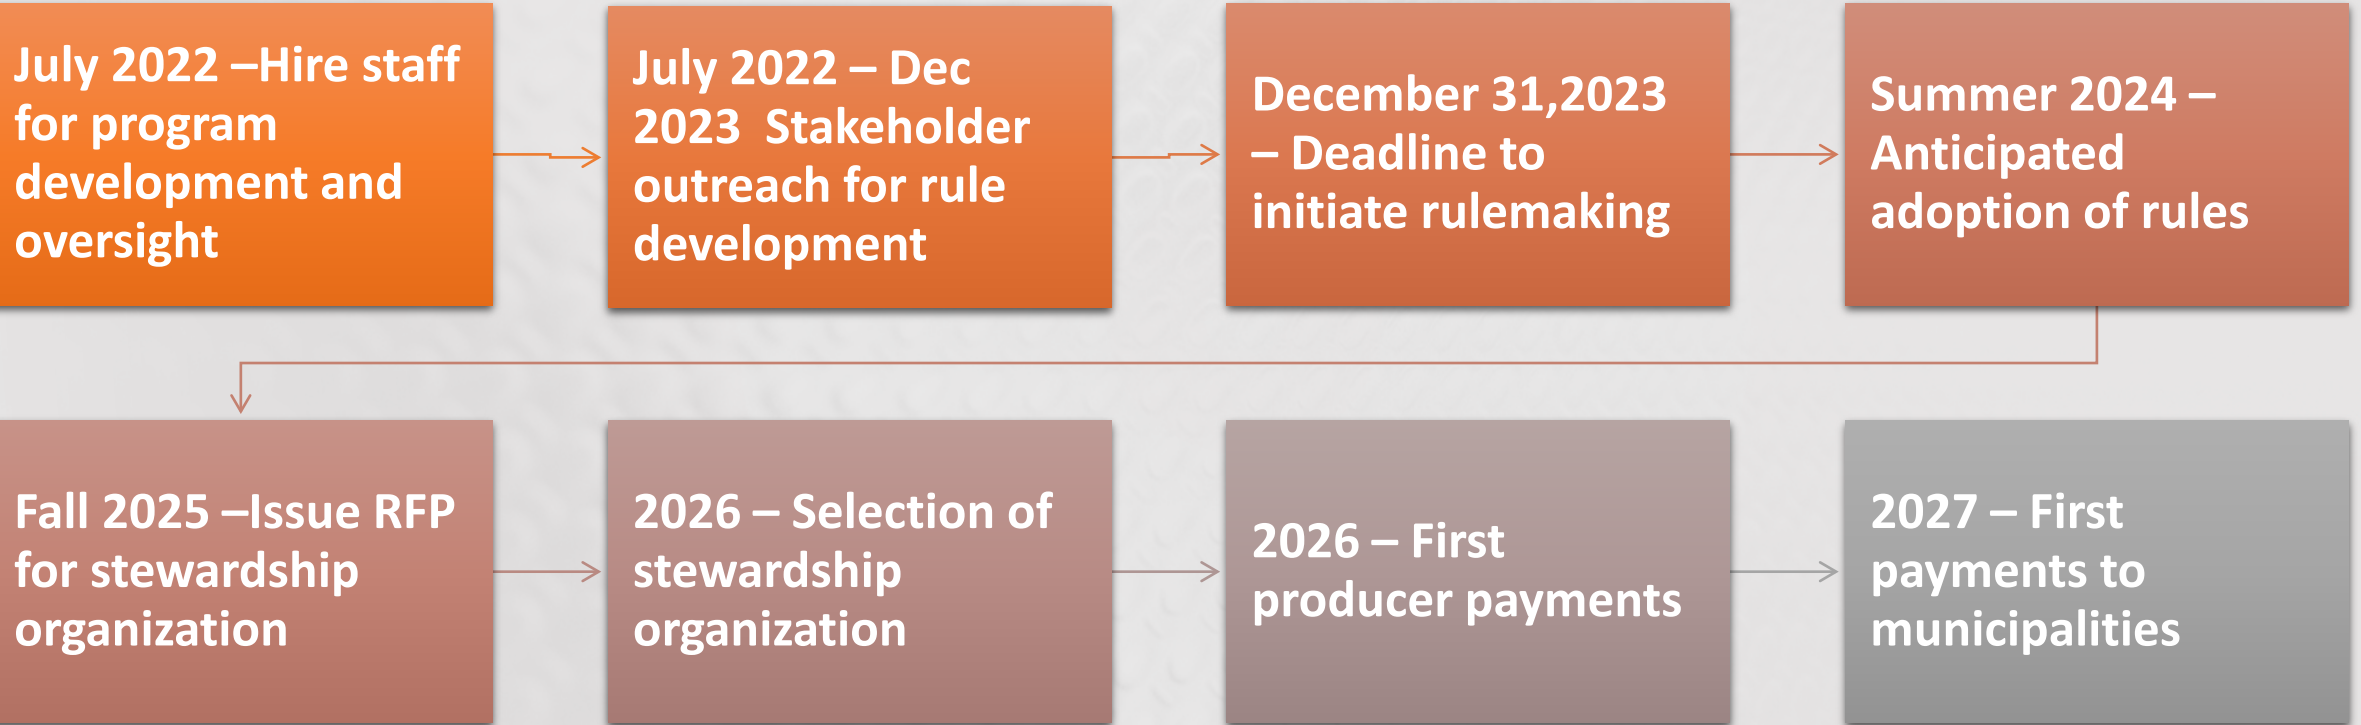 July 2022 –Hire staff
for program
development and
oversight
July 2022 – Dec
2023  Stakeholder
outreach for rule
development
December 31,2023
– Deadline to
initiate rulemaking
Summer 2024 –
Anticipated
adoption of rules
Fall 2025 –Issue RFP
for stewardship
organization
2026 – Selection of
stewardship
organization
2026 – First
producer payments
2027 – First
payments to
municipalities